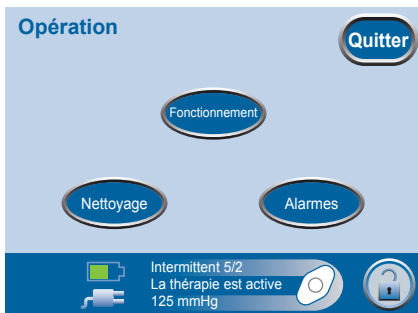 Opération
Quitter
Fonctionnement
Nettoyage
Alarmes
Intermittent 5/2
La thérapie est active
125 mmHg